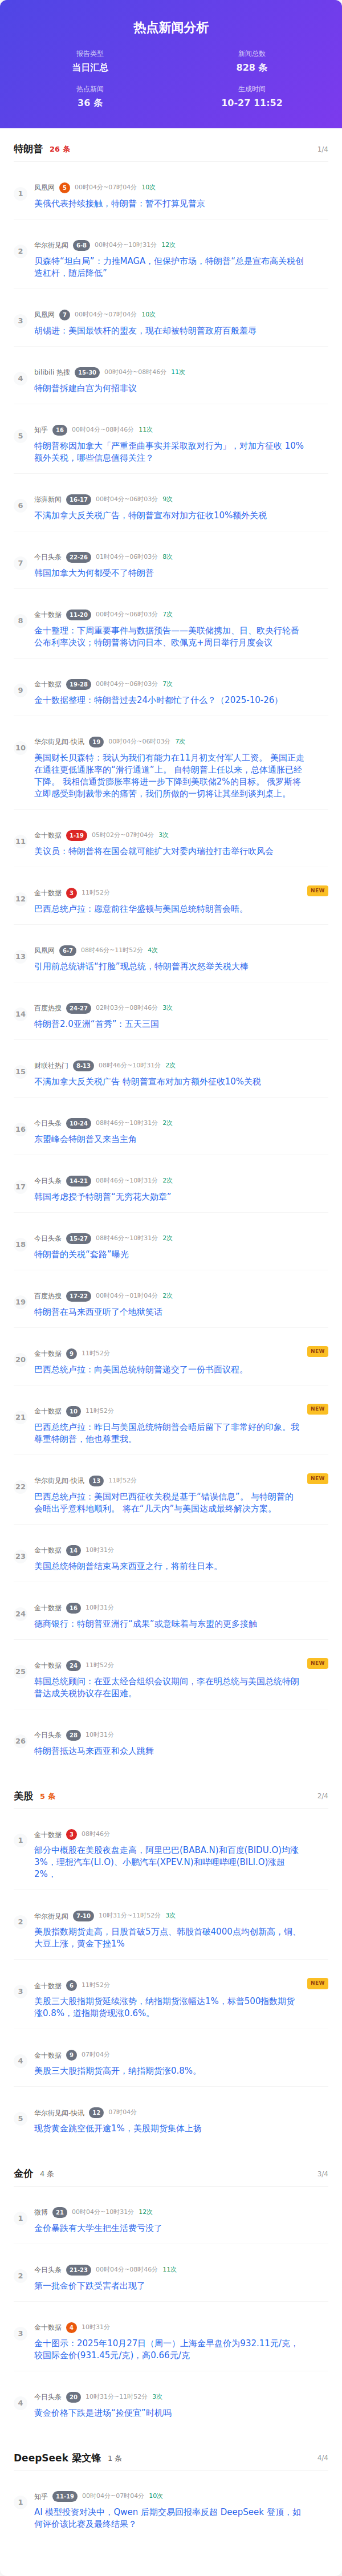 热点新闻分析
报告类型
新闻总数
当日汇总
828 条
热点新闻
生成时间
36 条
10-27 11:52
特朗普 26 条 1/4
1
凤凰网 5 00时04分~07时04分 10次
美俄代表持续接触，特朗普：暂不打算见普京
2
华尔街见闻 6-8 00时04分~10时31分 12次
贝森特“坦白局”：力推MAGA，但保护市场，特朗普“总是宣布高关税创
造杠杆，随后降低”
3
凤凰网 7 00时04分~07时04分 10次
胡锡进：美国最铁杆的盟友，现在却被特朗普政府百般羞辱
4
bilibili 热搜 15-30 00时04分~08时46分 11次
特朗普拆建白宫为何招非议
5
知乎 16 00时04分~08时46分 11次
特朗普称因加拿大「严重歪曲事实并采取敌对行为」，对加方征收 10%
额外关税，哪些信息值得关注？
6
澎湃新闻 16-17 00时04分~06时03分 9次
不满加拿大反关税广告，特朗普宣布对加方征收10%额外关税
7
今日头条 22-26 01时04分~06时03分 8次
韩国加拿大为何都受不了特朗普
8
金十数据 11-20 00时04分~06时03分 7次
金十整理：下周重要事件与数据预告——美联储携加、日、欧央行轮番
公布利率决议；特朗普将访问日本、欧佩克+周日举行月度会议
9
金十数据 19-28 00时04分~06时03分 7次
金十数据整理：特朗普过去24小时都忙了什么？（2025-10-26）
10
华尔街见闻-快讯 19 00时04分~06时03分 7次
美国财长贝森特：我认为我们有能力在11月初支付军人工资。 美国正走
在通往更低通胀率的“滑行通道”上。 自特朗普上任以来，总体通胀已经
下降。 我相信通货膨胀率将进一步下降到美联储2%的目标。 俄罗斯将
立即感受到制裁带来的痛苦，我们所做的一切将让其坐到谈判桌上。
11
金十数据 1-19 05时02分~07时04分 3次
美议员：特朗普将在国会就可能扩大对委内瑞拉打击举行吹风会
12
金十数据 3 11时52分
NEW
巴西总统卢拉：愿意前往华盛顿与美国总统特朗普会晤。
13
凤凰网 6-7 08时46分~11时52分 4次
引用前总统讲话“打脸”现总统，特朗普再次怒举关税大棒
14
百度热搜 24-27 02时03分~08时46分 3次
特朗普2.0亚洲“首秀”：五天三国
15
财联社热门 8-13 08时46分~10时31分 2次
不满加拿大反关税广告 特朗普宣布对加方额外征收10%关税
16
今日头条 10-24 08时46分~10时31分 2次
东盟峰会特朗普又来当主角
17
今日头条 14-21 08时46分~10时31分 2次
韩国考虑授予特朗普“无穷花大勋章”
18
今日头条 15-27 08时46分~10时31分 2次
特朗普的关税“套路”曝光
19
百度热搜 17-22 00时04分~01时04分 2次
特朗普在马来西亚听了个地狱笑话
20
金十数据 9 11时52分
NEW
巴西总统卢拉：向美国总统特朗普递交了一份书面议程。
21
金十数据 10 11时52分
NEW
巴西总统卢拉：昨日与美国总统特朗普会晤后留下了非常好的印象。我
尊重特朗普，他也尊重我。
22
华尔街见闻-快讯 13 11时52分
NEW
巴西总统卢拉：美国对巴西征收关税是基于“错误信息”。 与特朗普的
会晤出乎意料地顺利。 将在“几天内”与美国达成最终解决方案。
23
金十数据 14 10时31分
美国总统特朗普结束马来西亚之行，将前往日本。
24
金十数据 16 10时31分
德商银行：特朗普亚洲行“成果”或意味着与东盟的更多接触
25
金十数据 24 11时52分
NEW
韩国总统顾问：在亚太经合组织会议期间，李在明总统与美国总统特朗
普达成关税协议存在困难。
26
今日头条 28 10时31分
特朗普抵达马来西亚和众人跳舞
美股 5 条 2/4
1
金十数据 3 08时46分
部分中概股在美股夜盘走高，阿里巴巴(BABA.N)和百度(BIDU.O)均涨
3%，理想汽车(LI.O)、小鹏汽车(XPEV.N)和哔哩哔哩(BILI.O)涨超
2%，
2
华尔街见闻 7-10 10时31分~11时52分 3次
美股指数期货走高，日股首破5万点、韩股首破4000点均创新高，铜、
大豆上涨，黄金下挫1%
3
金十数据 6 11时52分
NEW
美股三大股指期货延续涨势，纳指期货涨幅达1%，标普500指数期货
涨0.8%，道指期货现涨0.6%。
4
金十数据 9 07时04分
美股三大股指期货高开，纳指期货涨0.8%。
5
华尔街见闻-快讯 12 07时04分
现货黄金跳空低开逾1%，美股期货集体上扬
金价 4 条 3/4
1
微博 21 00时04分~10时31分 12次
金价暴跌有大学生把生活费亏没了
2
今日头条 21-23 00时04分~08时46分 11次
第一批金价下跌受害者出现了
3
金十数据 4 10时31分
金十图示：2025年10月27日（周一）上海金早盘价为932.11元/克，
较国际金价(931.45元/克)，高0.66元/克
4
今日头条 20 10时31分~11时52分 3次
黄金价格下跌是进场“捡便宜”时机吗
DeepSeek 梁文锋 1 条 4/4
1
知乎 11-19 00时04分~07时04分 10次
AI 模型投资对决中，Qwen 后期交易回报率反超 DeepSeek 登顶，如
何评价该比赛及最终结果？